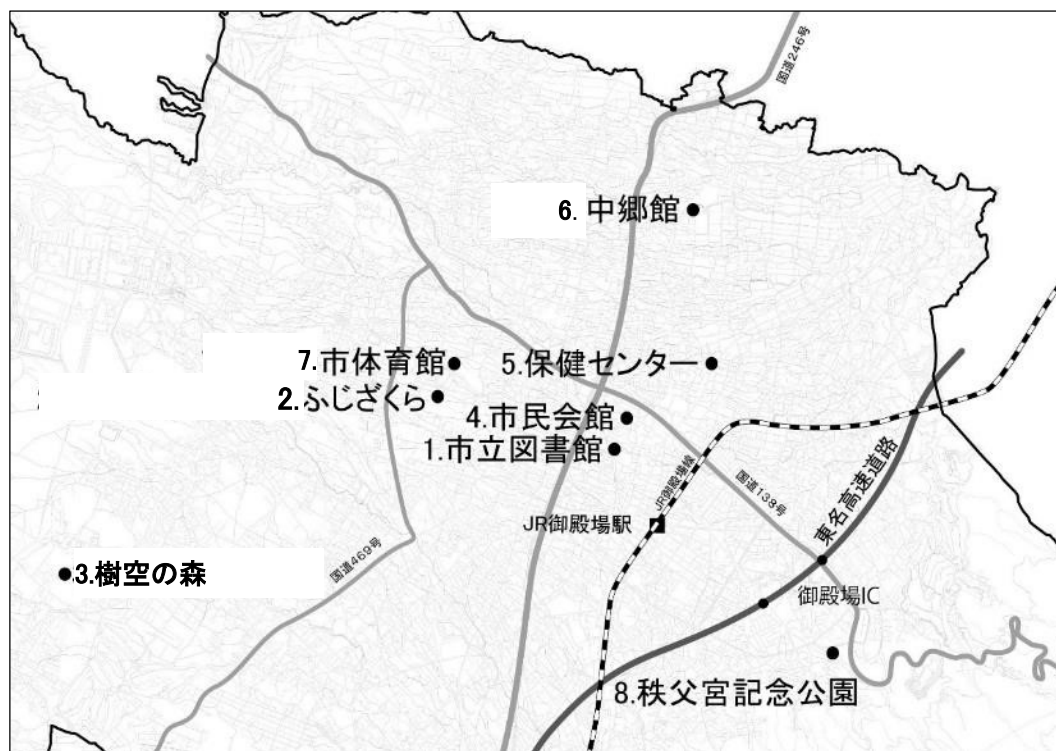 国道246号
6. 中郷館
7.市体育館
5.保健センター
2.ふじざくら
4.市民会館
1.市立図書館
JR御殿場線
国道138号
東名高速道路
JR御殿場駅
国道469号
3.樹空の森
御殿場IC
8.秩父宮記念公園